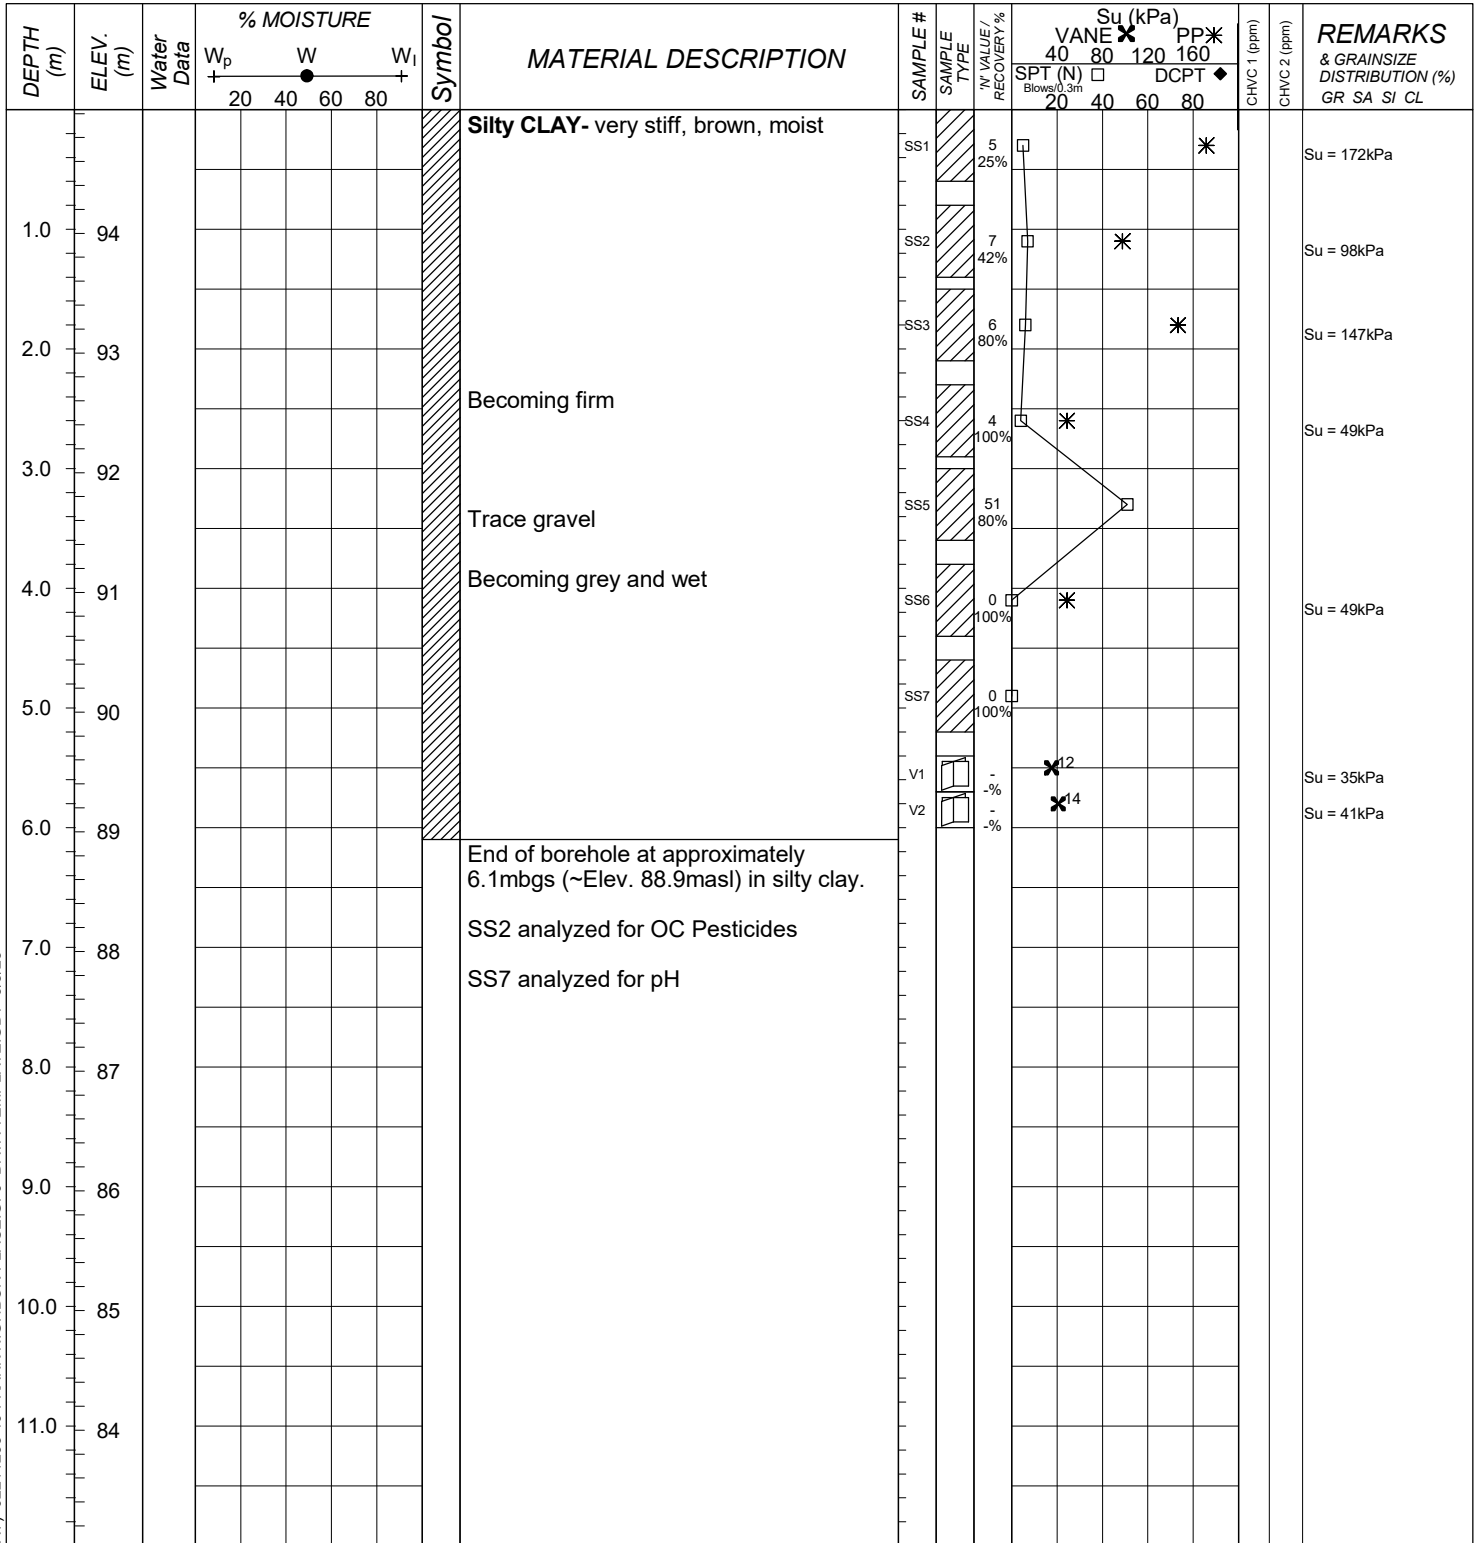 DEPTH (m)
ELEV. (m)
Water Data
% MOISTURE
Wp W Wl
20 40 60 80
Symbol
MATERIAL DESCRIPTION
SAMPLE #
SAMPLE TYPE
'N' VALUE / RECOVERY %
Su (kPa)
VANE PP
40 80 120 160
SPT (N) DCPT
Blows/0.3m
20 40 60 80
CHVC 1 (ppm)
CHVC 2 (ppm)
REMARKS
& GRAINSIZE
DISTRIBUTION (%)
GR SA SI CL
Silty CLAY- very stiff, brown, moist
SS1 5
25%
Su = 172kPa
1.0 94
SS2 7
42%
Su = 98kPa
SS3 6
80%
Su = 147kPa
2.0 93
Becoming firm
SS4 4
100%
Su = 49kPa
3.0 92
SS5 51
80%
Trace gravel
Becoming grey and wet
4.0 91
SS6 0
100%
Su = 49kPa
SS7 0
100%
5.0 90
12
V1 -
-%
Su = 35kPa
14
V2 -
-%
Su = 41kPa
6.0 89
End of borehole at approximately
6.1mbgs (~Elev. 88.9masl) in silty clay.
SS2 analyzed for OC Pesticides
7.0 88
SS7 analyzed for pH
8.0 87
9.0 86
10.0 85
11.0 84